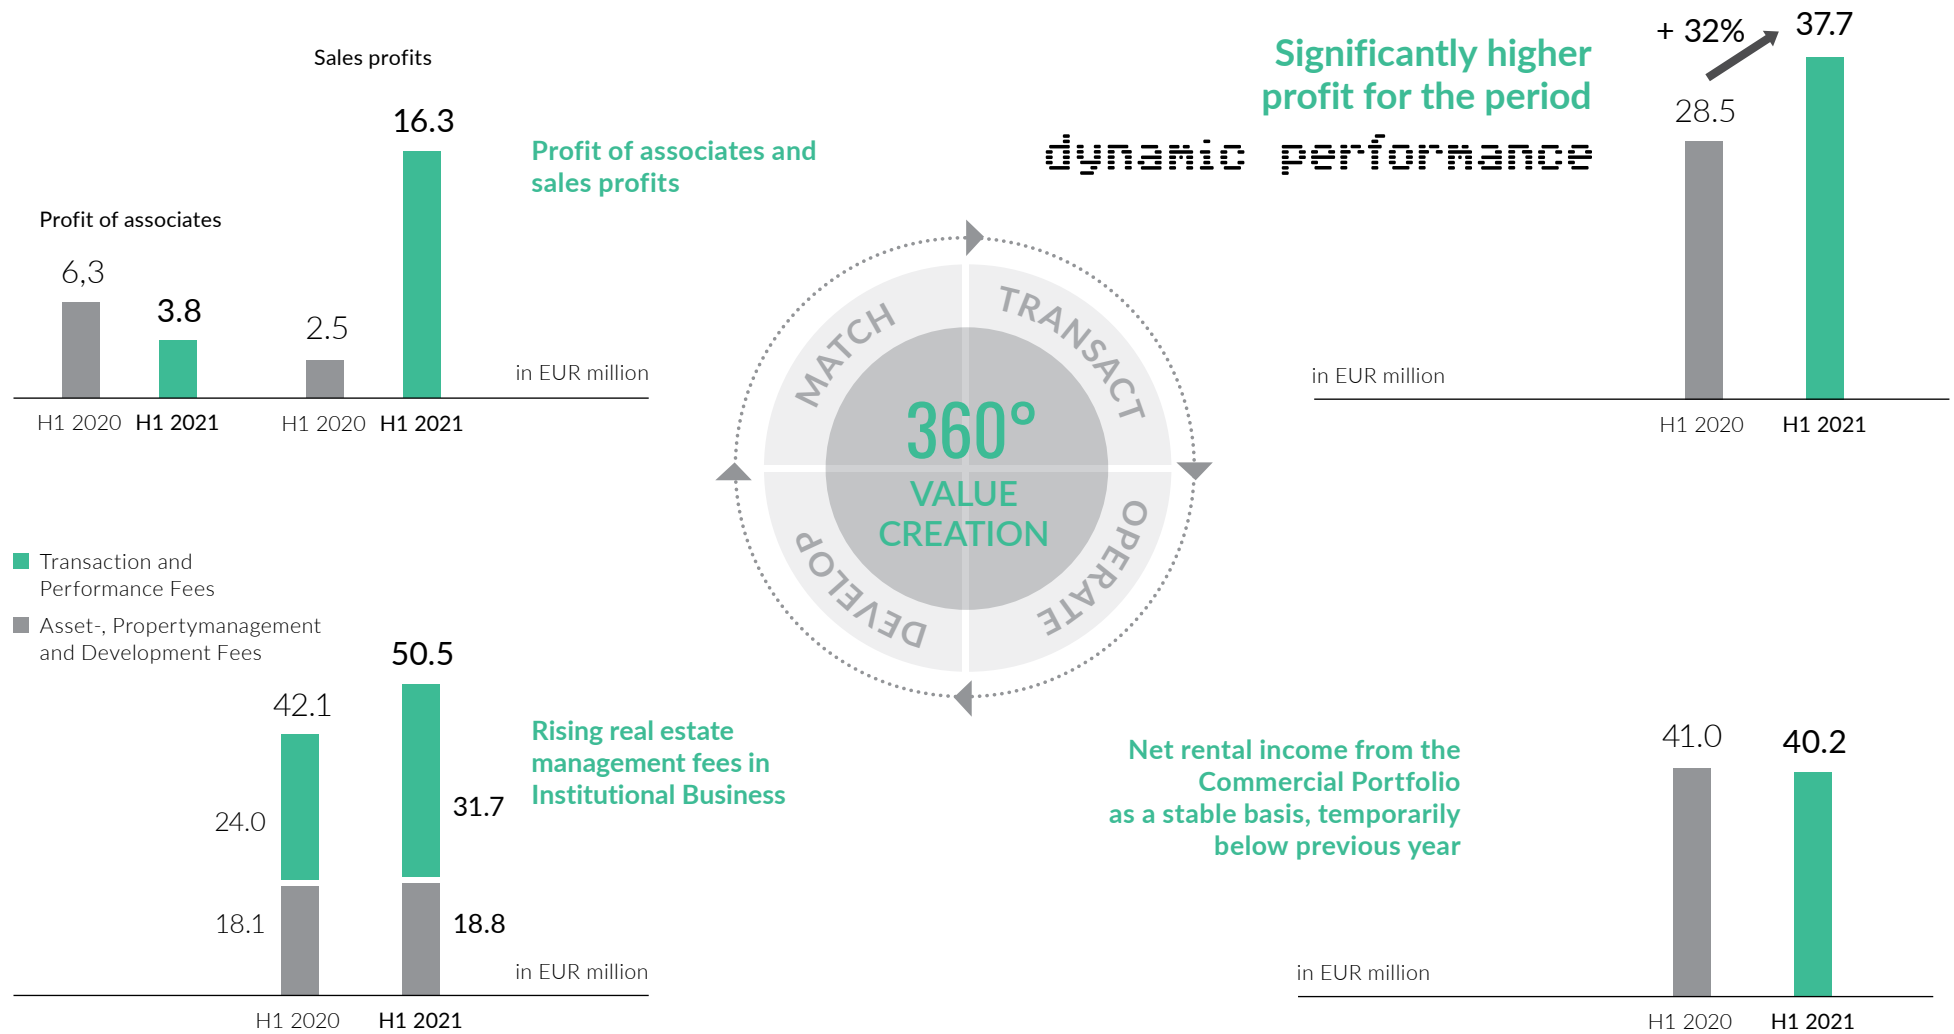 Sales profits
16.3
Profit of associates and
sales profits
Profit of associates
6,3
3.8
2.5
in EUR million
H1 2020
H1 2021
H1 2020
H1 2021
Significantly higher
profit for the period
dynamic performance
+ 32%
37.7
28.5
in EUR million
H1 2020
H1 2021
MATCH
TRANSACT
OPERATE
DEVELOP
360°
VALUE
CREATION
Transaction and
Performance Fees
Asset-, Propertymanagement
and Development Fees
50.5
42.1
Rising real estate
management fees in
Institutional Business
24.0
31.7
18.1
18.8
in EUR million
H1 2020
H1 2021
Net rental income from the
Commercial Portfolio
as a stable basis, temporarily
below previous year
41.0
40.2
in EUR million
H1 2020
H1 2021